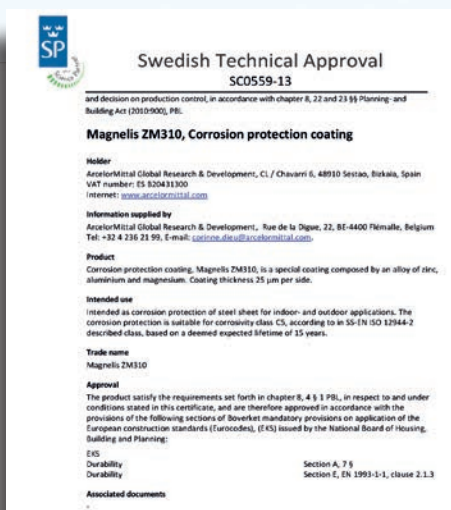 SP
Swedish Technical Approval
SC0559-13
and decision on production control, in accordance with chapter 8, 22 and 23 §§ Planning- and
Building Act (2010:900), PBL
Magnelis ZM310, Corrosion protection coating
Holder
ArcelorMittal Global Research & Development, CL / Chavarri 6, 48910 Sestao, Bizkaia, Spain
VAT number: ES B20431300
Internet: www.arcelormittal.com
Information supplied by
ArcelorMittal Global Research & Development, Rue de la Digue, 22, BE-4400 Flémalle, Belgium
Tel: +32 4 236 21 99, E-mail: corinne.dieu@arcelormittal.com.
Product
Corrosion protection coating, Magnelis ZM310, is a special coating composed by an alloy of zinc,
aluminium and magnesium. Coating thickness 25 µm per side.
Intended use
Intended as corrosion protection of steel sheet for indoor- and outdoor applications. The
corrosion protection is suitable for corrosivity class C5, according to in SS-EN ISO 12944-2
described class, based on a deemed expected lifetime of 15 years.
Trade name
Magnelis ZM310
Approval
The product satisfy the requirements set forth in chapter 8, 4 § 1 PBL, in respect to and under
conditions stated in this certificate, and are therefore approved in accordance with the
provisions of the following sections of Boverket mandatory provisions on application of the
European construction standards (Eurocodes), (EKS) issued by the National Board of Housing,
Building and Planning:
EKS
Durability Section A, 7 §
Durability Section E, EN 1993-1-1, clause 2.1.3
Associated documents
-